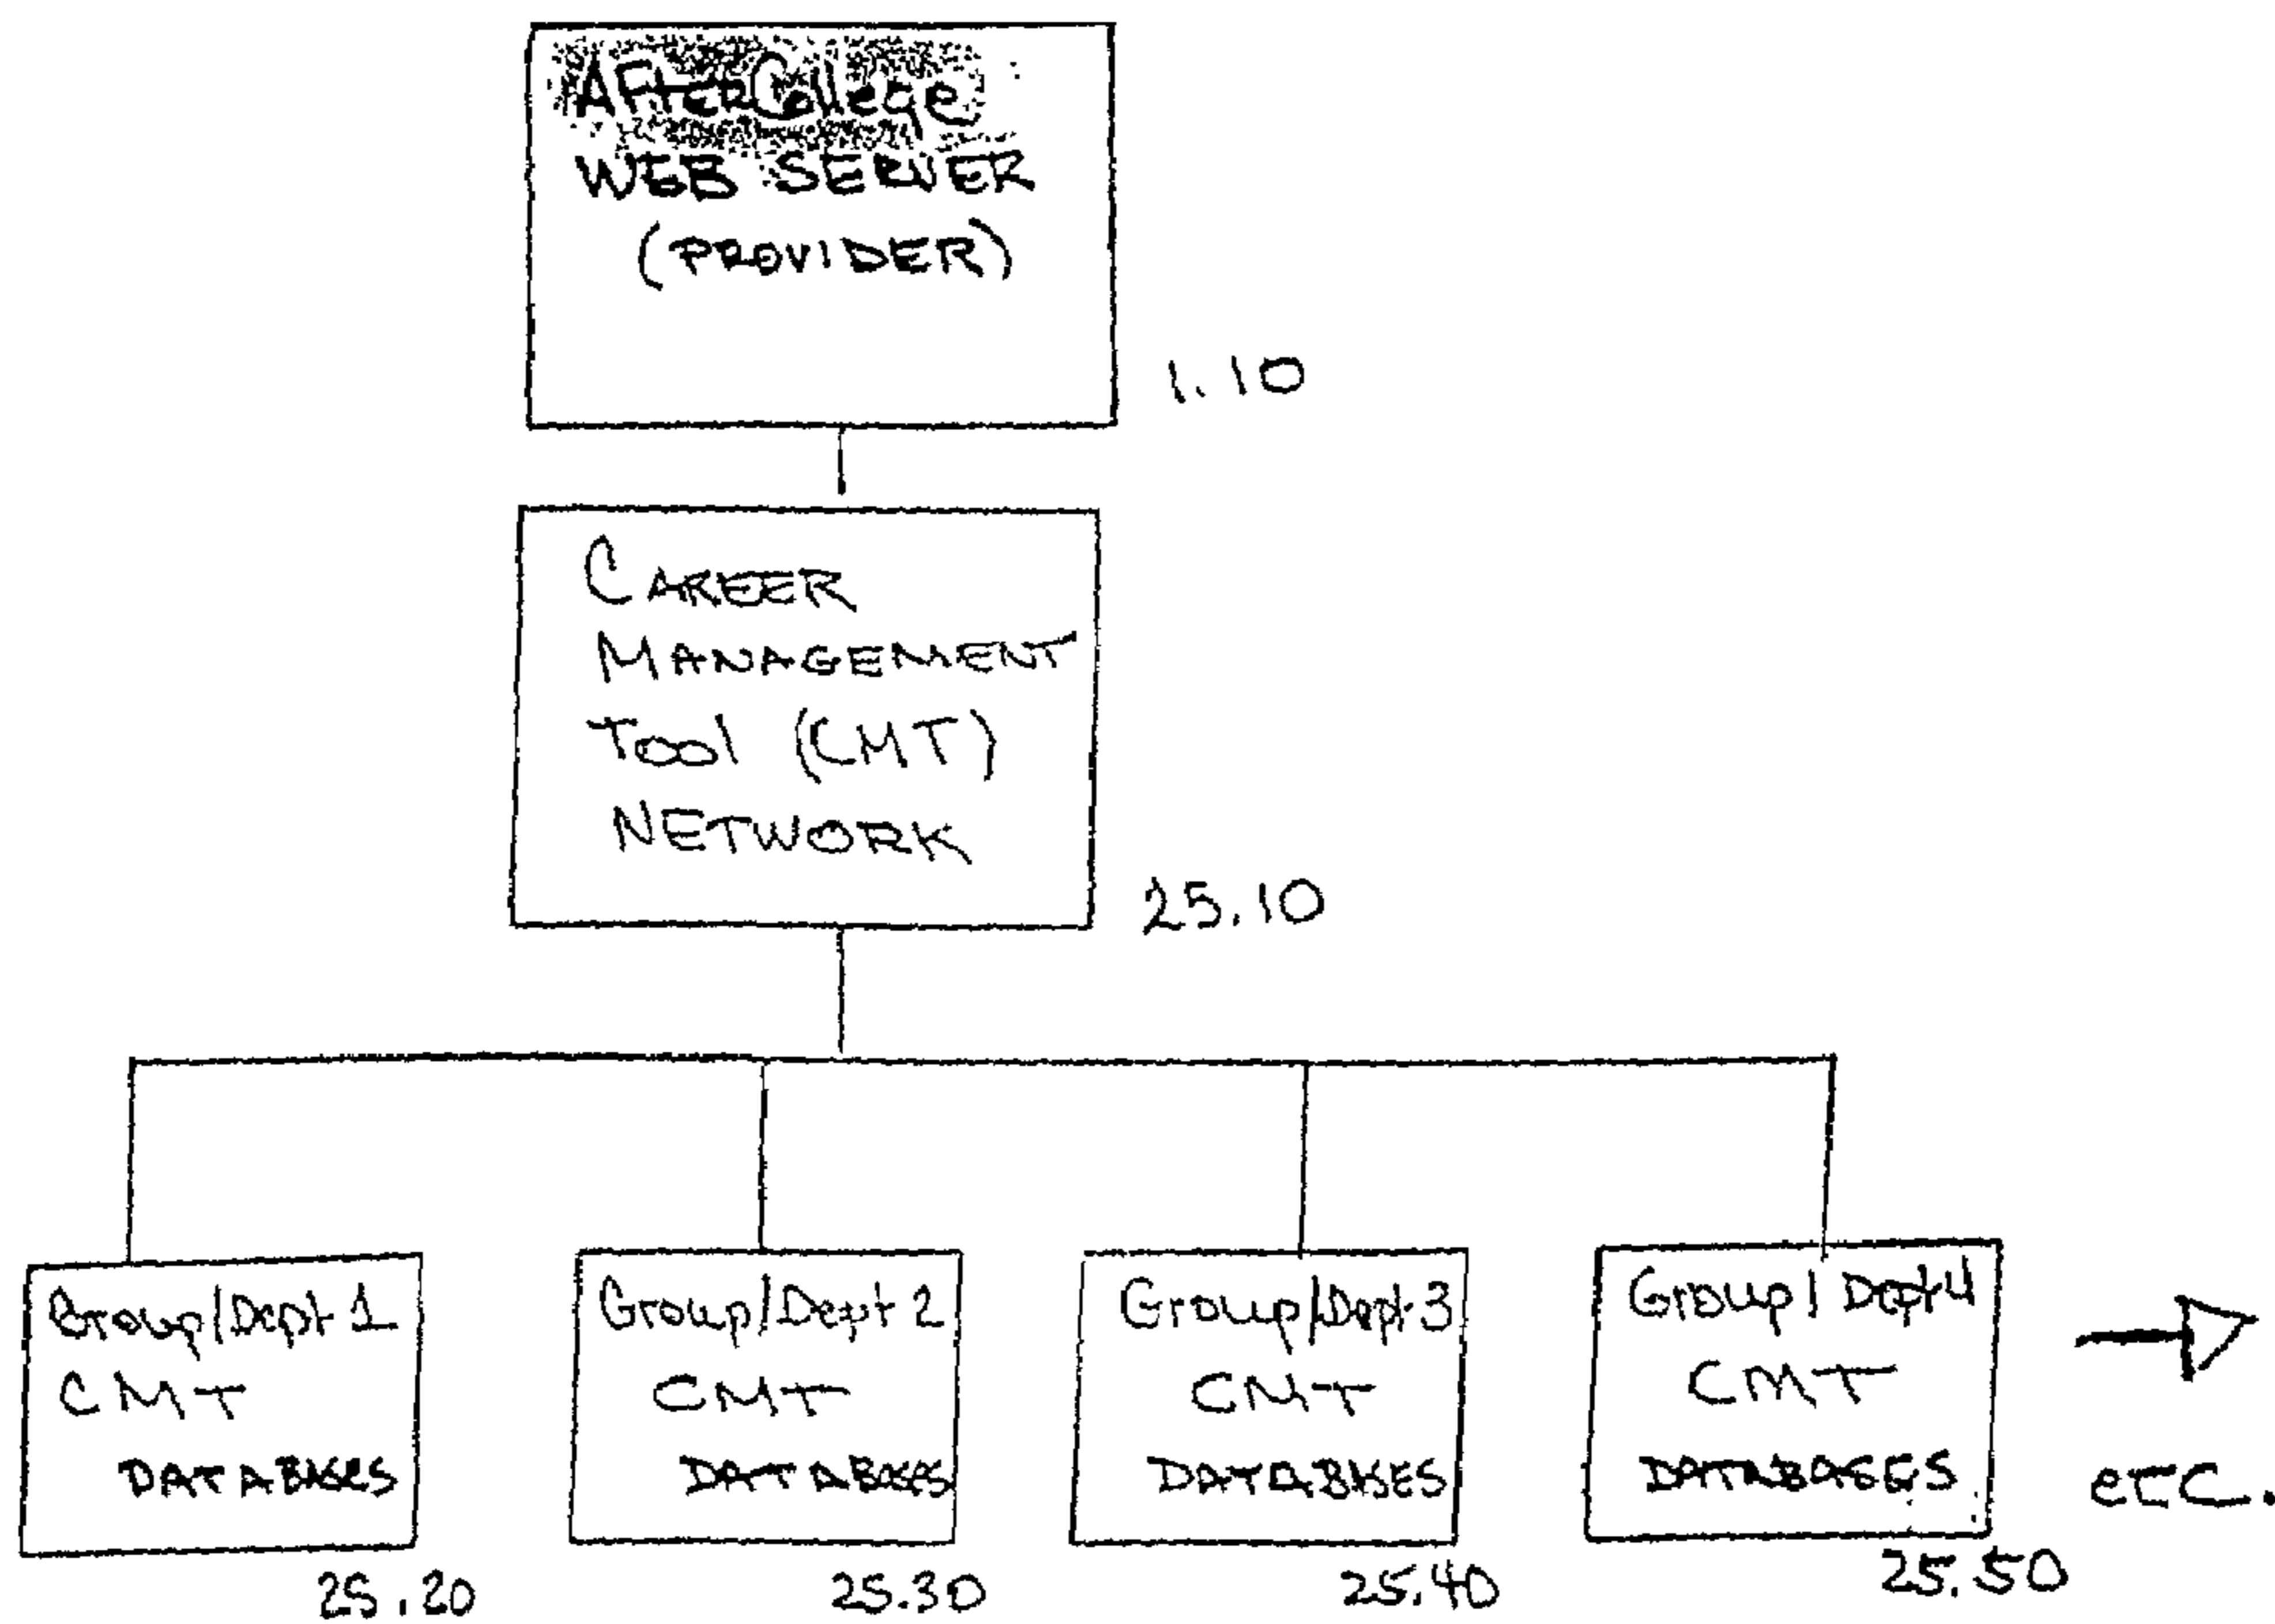 AfterCollege
WEB SERVER
(PROVIDER)
1.10
CAREER
MANAGEMENT
Tool (CMT)
NETWORK
25.10
Group/Dept 1
CMT
DATABASES
25.20
Group/Dept 2
CMT
DATABASES
25.30
Group/Dept 3
CMT
DATABASES
25.40
Group/Dept 4
CMT
DATABASES
25.50
etc.